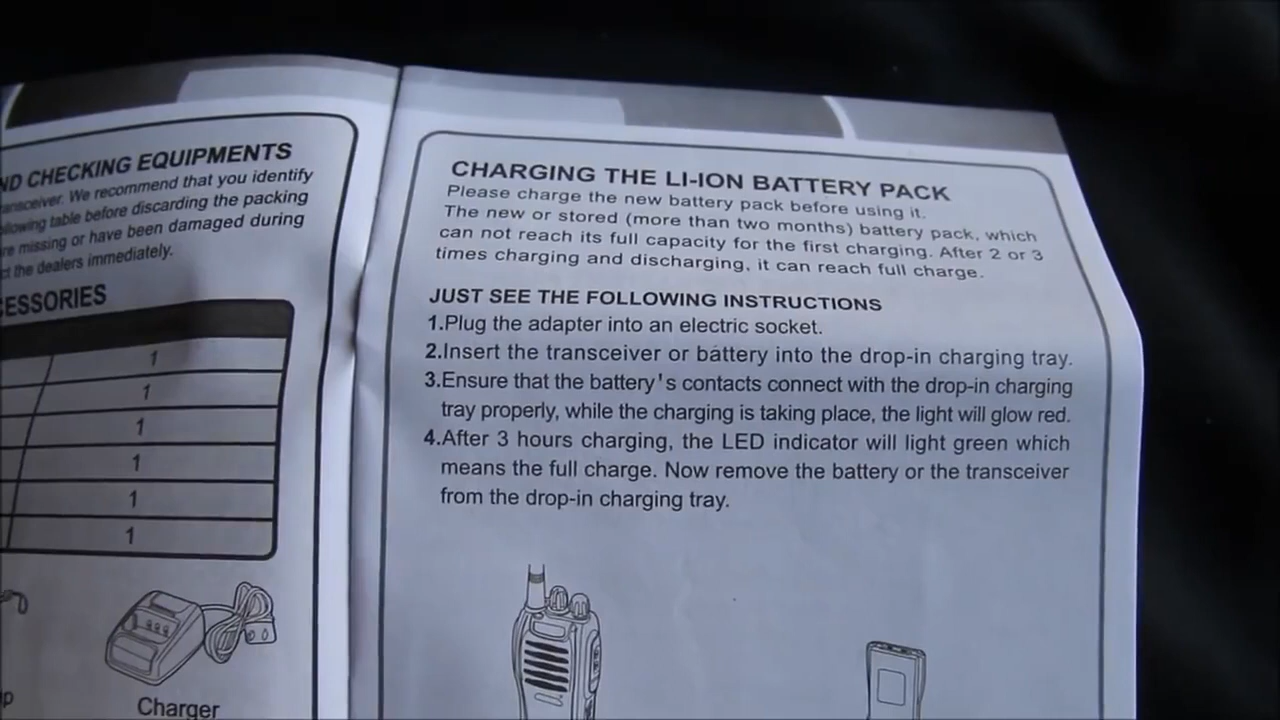 ND CHECKING EQUIPMENTS
transceiver. We recommend that you identify
following table before discarding the packing
are missing or have been damaged during
the dealers immediately.
CESSORIES
1
1
1
1
1
1
Charger
CHARGING THE LI-ION BATTERY PACK
Please charge the new battery pack before using it.
The new or stored (more than two months) battery pack, which
can not reach its full capacity for the first charging. After 2 or 3
times charging and discharging, it can reach full charge.
JUST SEE THE FOLLOWING INSTRUCTIONS
1.Plug the adapter into an electric socket.
2.Insert the transceiver or battery into the drop-in charging tray.
3.Ensure that the battery's contacts connect with the drop-in charging
tray properly, while the charging is taking place, the light will glow red.
4.After 3 hours charging, the LED indicator will light green which
means the full charge. Now remove the battery or the transceiver
from the drop-in charging tray.